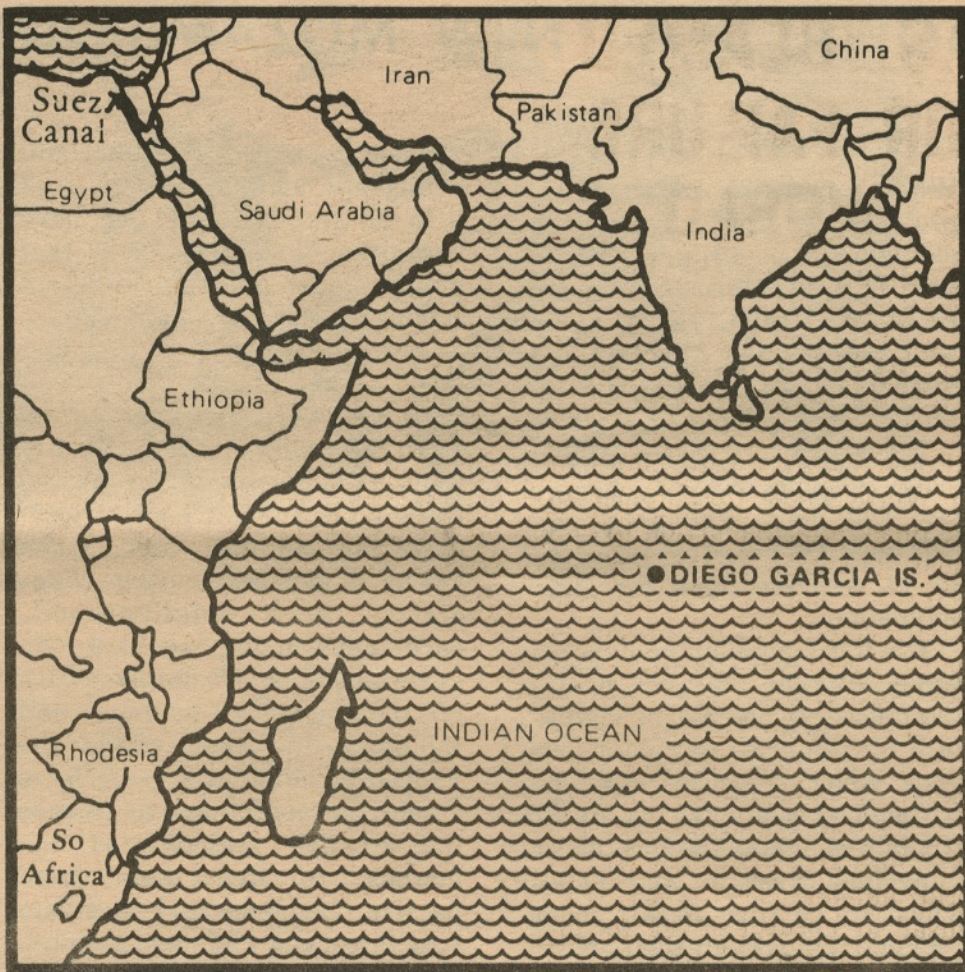 China
Iran
Suez
Canal
Pakistan
Egypt
Saudi Arabia
India
Ethiopia
DIEGO GARCIA IS.
INDIAN OCEAN
Rhodesia
So
Africa